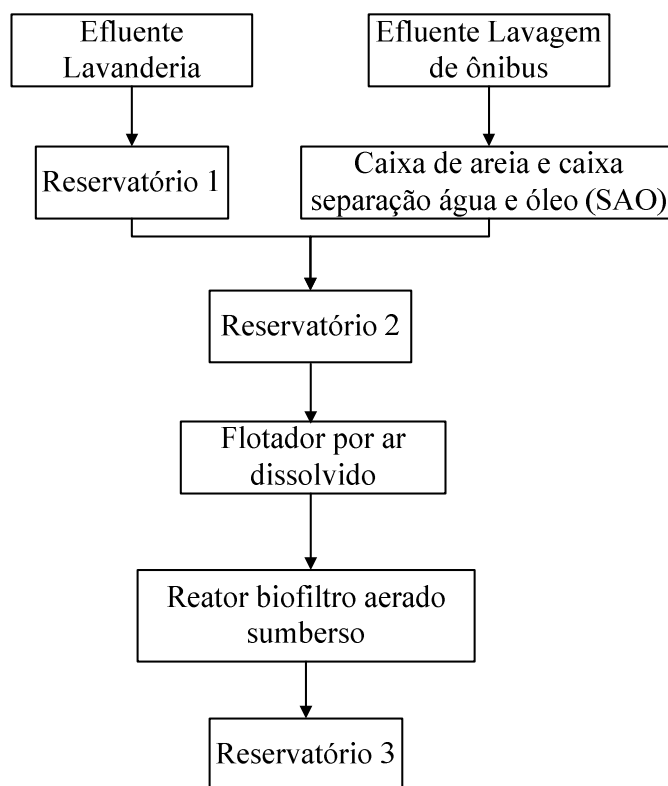 Efluente
Lavanderia
Efluente Lavagem
de ônibus
Reservatório 1
Caixa de areia e caixa
separação água e óleo (SAO)
Reservatório 2
Flotador por ar
dissolvido
Reator biofiltro aerado
sumberso
Reservatório 3